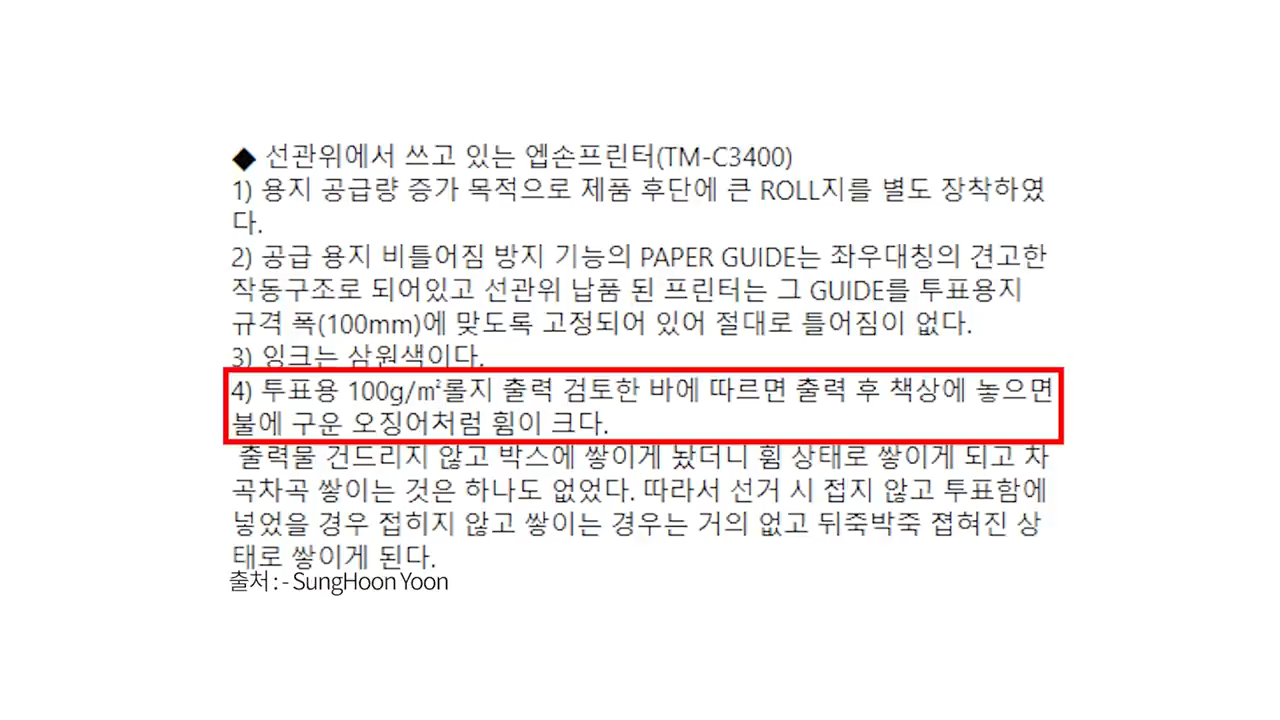 ◆ 선관위에서 쓰고 있는 엡손프린터(TM-C3400)
1) 용지 공급량 증가 목적으로 제품 후단에 큰 ROLL지를 별도 장착하였
다.
2) 공급 용지 비틀어짐 방지 기능의 PAPER GUIDE는 좌우대칭의 견고한
작동구조로 되어있고 선관위 납품 된 프린터는 그 GUIDE를 투표용지
규격 폭(100mm)에 맞도록 고정되어 있어 절대로 틀어짐이 없다.
3) 잉크는 삼원색이다.
4) 투표용 100g/㎡롤지 출력 검토한 바에 따르면 출력 후 책상에 놓으면
불에 구운 오징어처럼 휨이 크다.
출력물 건드리지 않고 박스에 쌓이게 놨더니 휨 상태로 쌓이게 되고 차
곡차곡 쌓이는 것은 하나도 없었다. 따라서 선거 시 접지 않고 투표함에
넣었을 경우 접히지 않고 쌓이는 경우는 거의 없고 뒤죽박죽 졉혀진 상
태로 쌓이게 된다.
출처 : - SungHoon Yoon